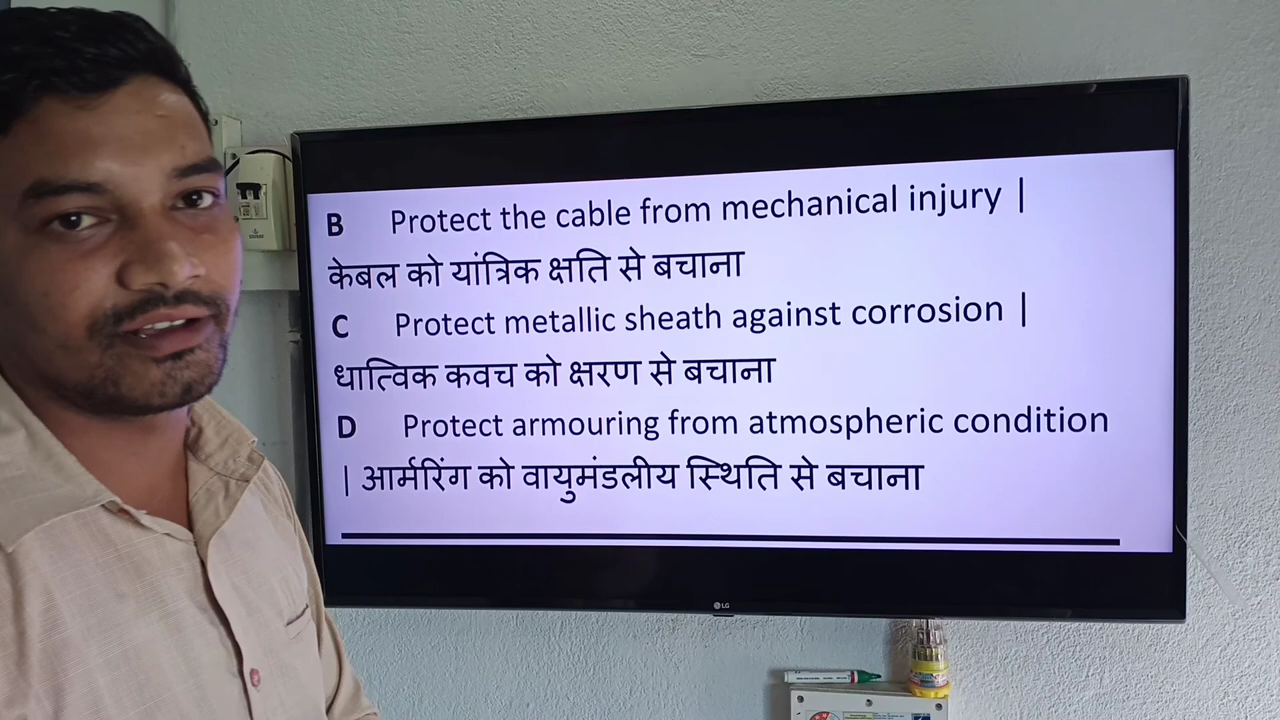 B Protect the cable from mechanical injury |
केबल को यांत्रिक क्षति से बचाना
C Protect metallic sheath against corrosion |
धात्विक कवच को क्षरण से बचाना
D Protect armouring from atmospheric condition
| आर्मरिंग को वायुमंडलीय स्थिति से बचाना
LG